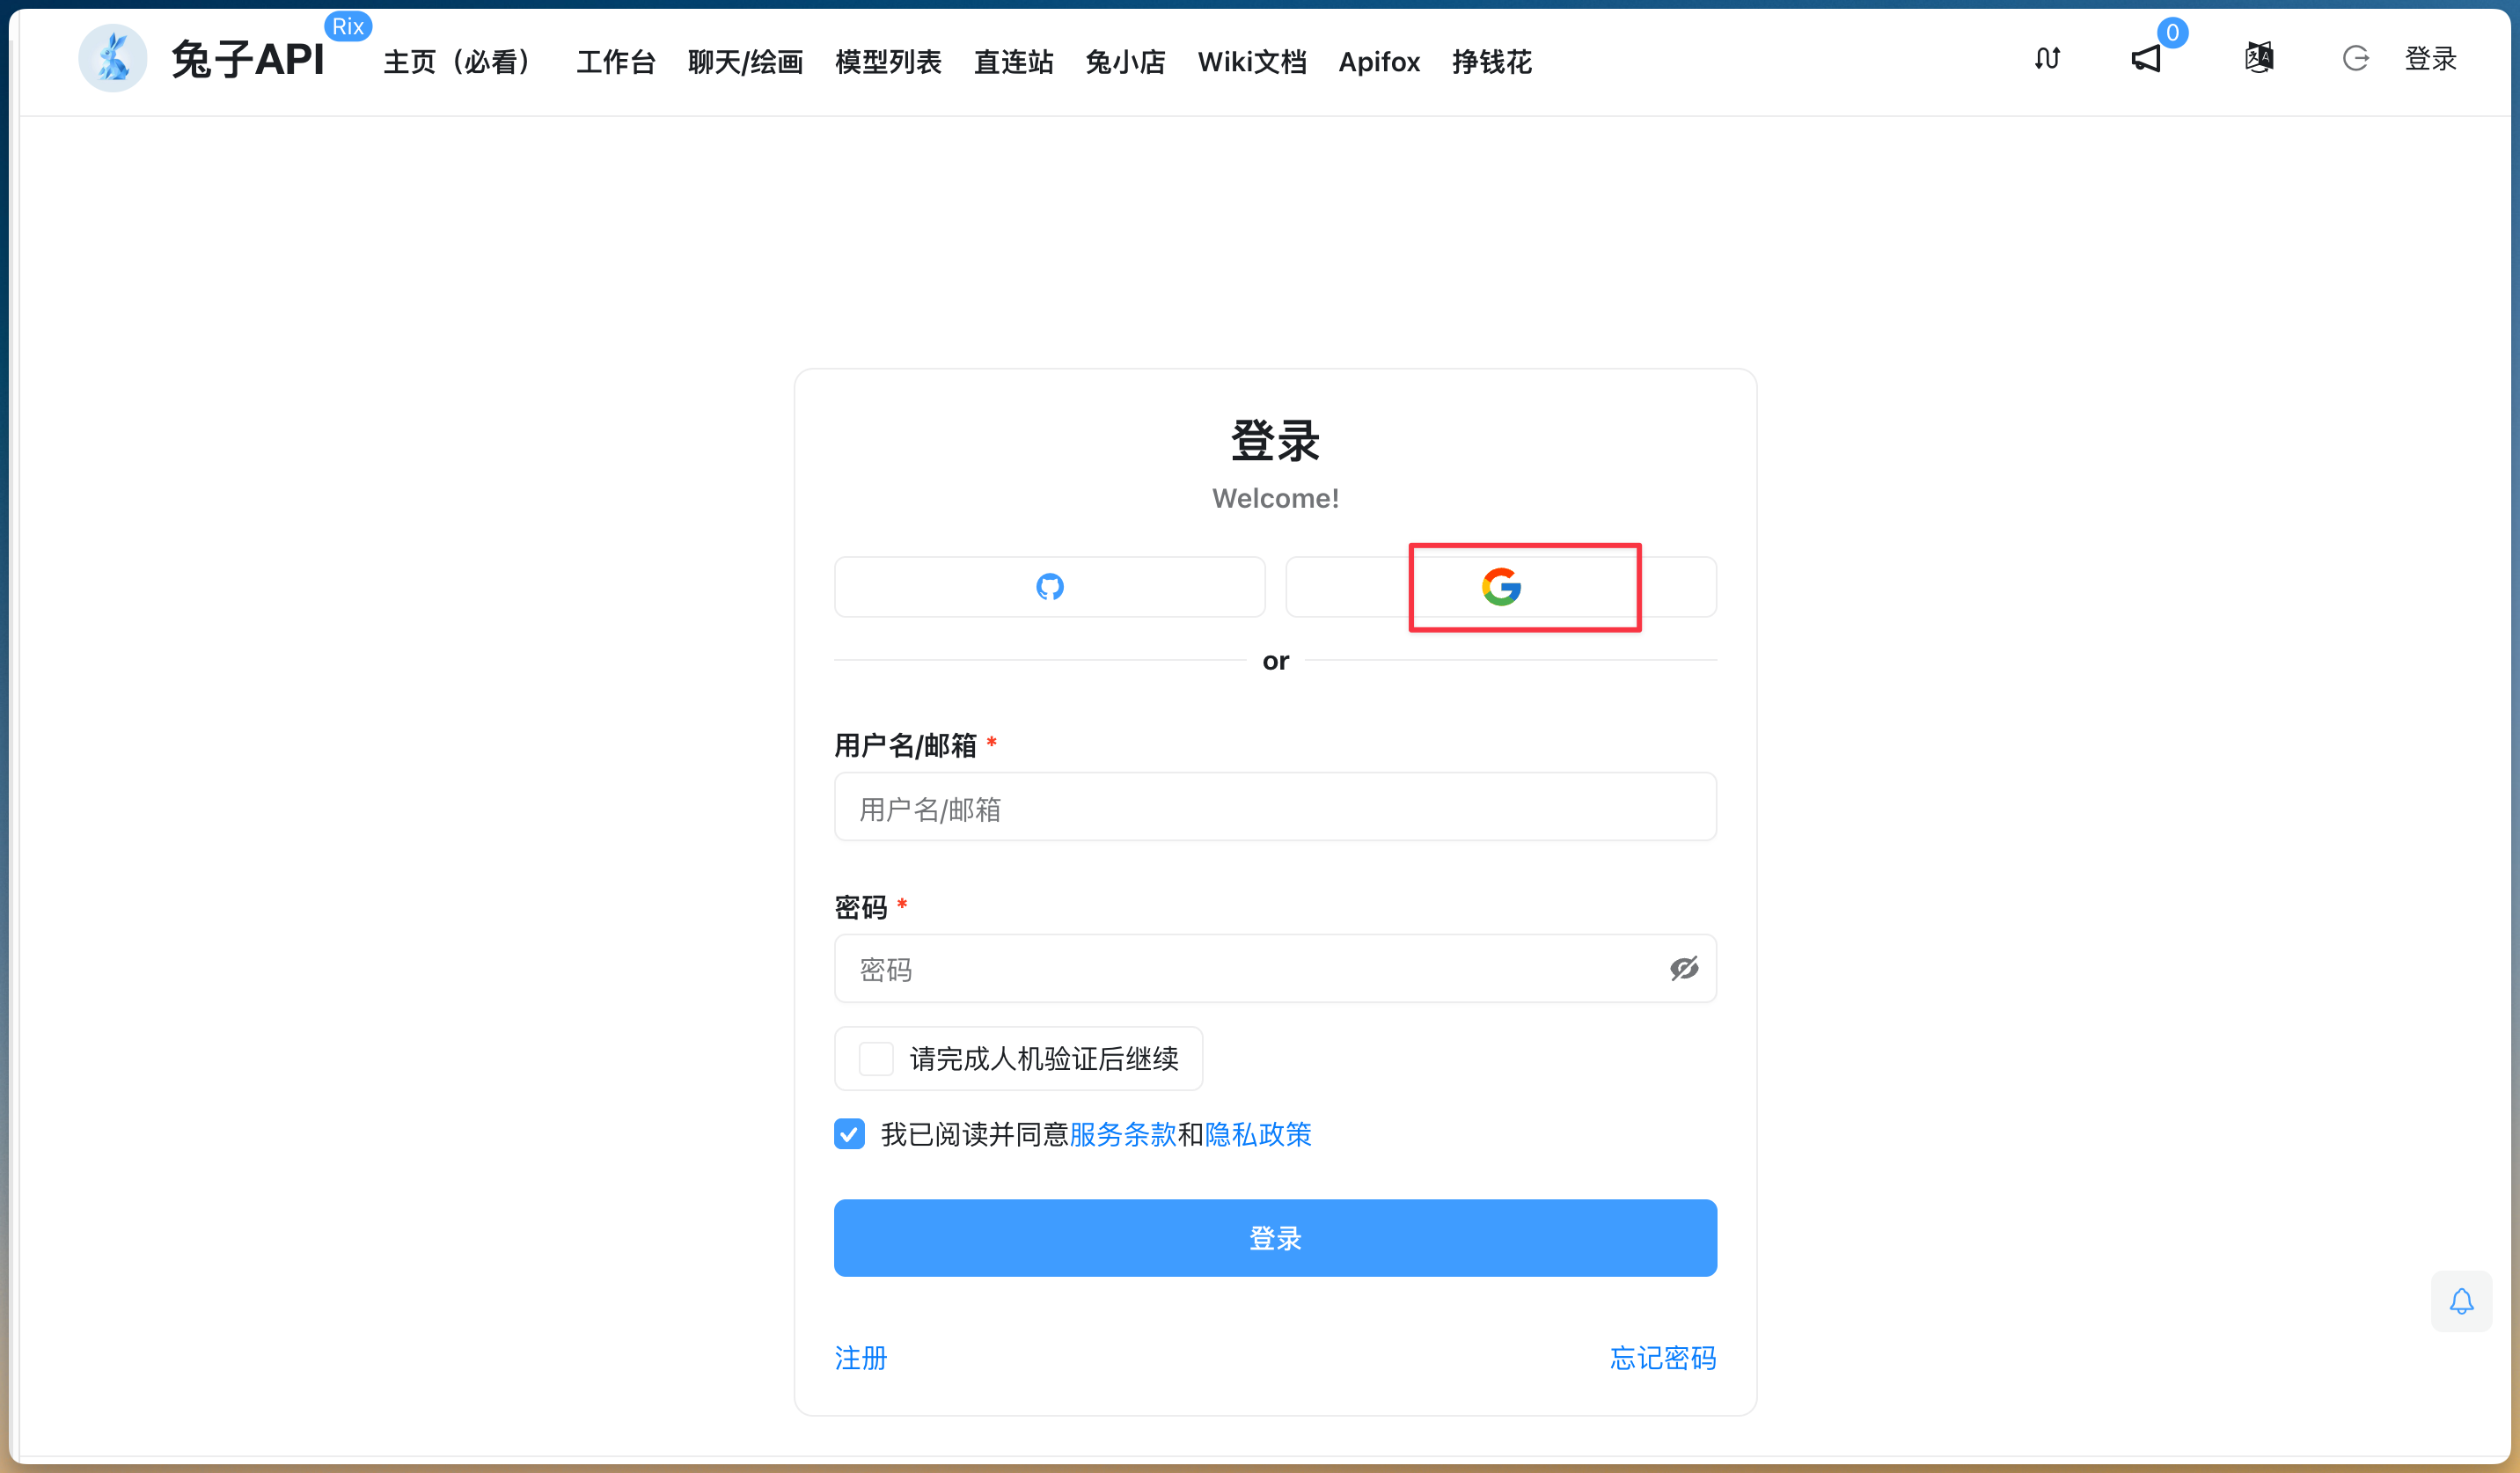 兔子API
Rix
主页（必看）
工作台
聊天/绘画
模型列表
直连站
兔小店
Wiki文档
Apifox
挣钱花
0
登录
登录
Welcome!
or
用户名/邮箱 *
用户名/邮箱
密码 *
密码
请完成人机验证后继续
我已阅读并同意服务条款和隐私政策
登录
注册
忘记密码